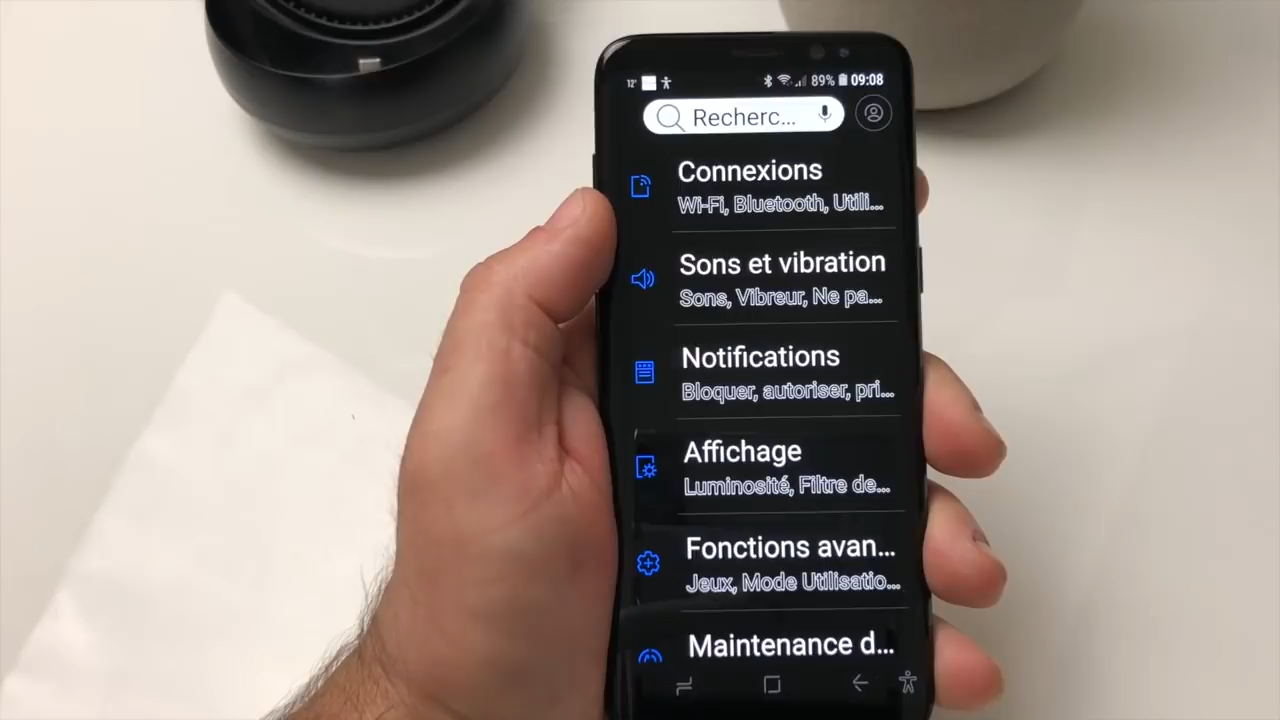 12° 89% 09:08
Recherc...
Connexions
Wi-Fi, Bluetooth, Utili...
Sons et vibration
Sons, Vibreur, Ne pa...
Notifications
Bloquer, autoriser, pri...
Affichage
Luminosité, Filtre de...
Fonctions avan...
Jeux, Mode Utilisatio...
Maintenance d...